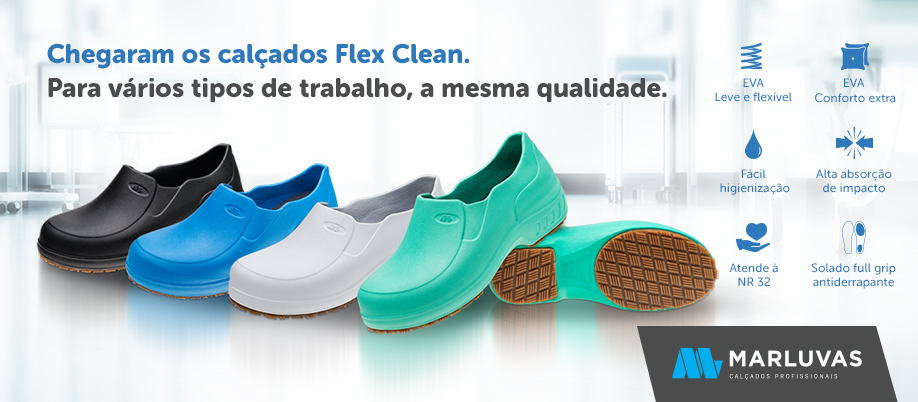 Chegaram os calçados Flex Clean.
Para vários tipos de trabalho, a mesma qualidade.
EVA
Leve e flexível
EVA
Conforto extra
Fácil
higienização
Alta absorção
de impacto
Atende à
NR 32
Solado full grip
antiderrapante
MARLUVAS
CALÇADOS PROFISSIONAIS